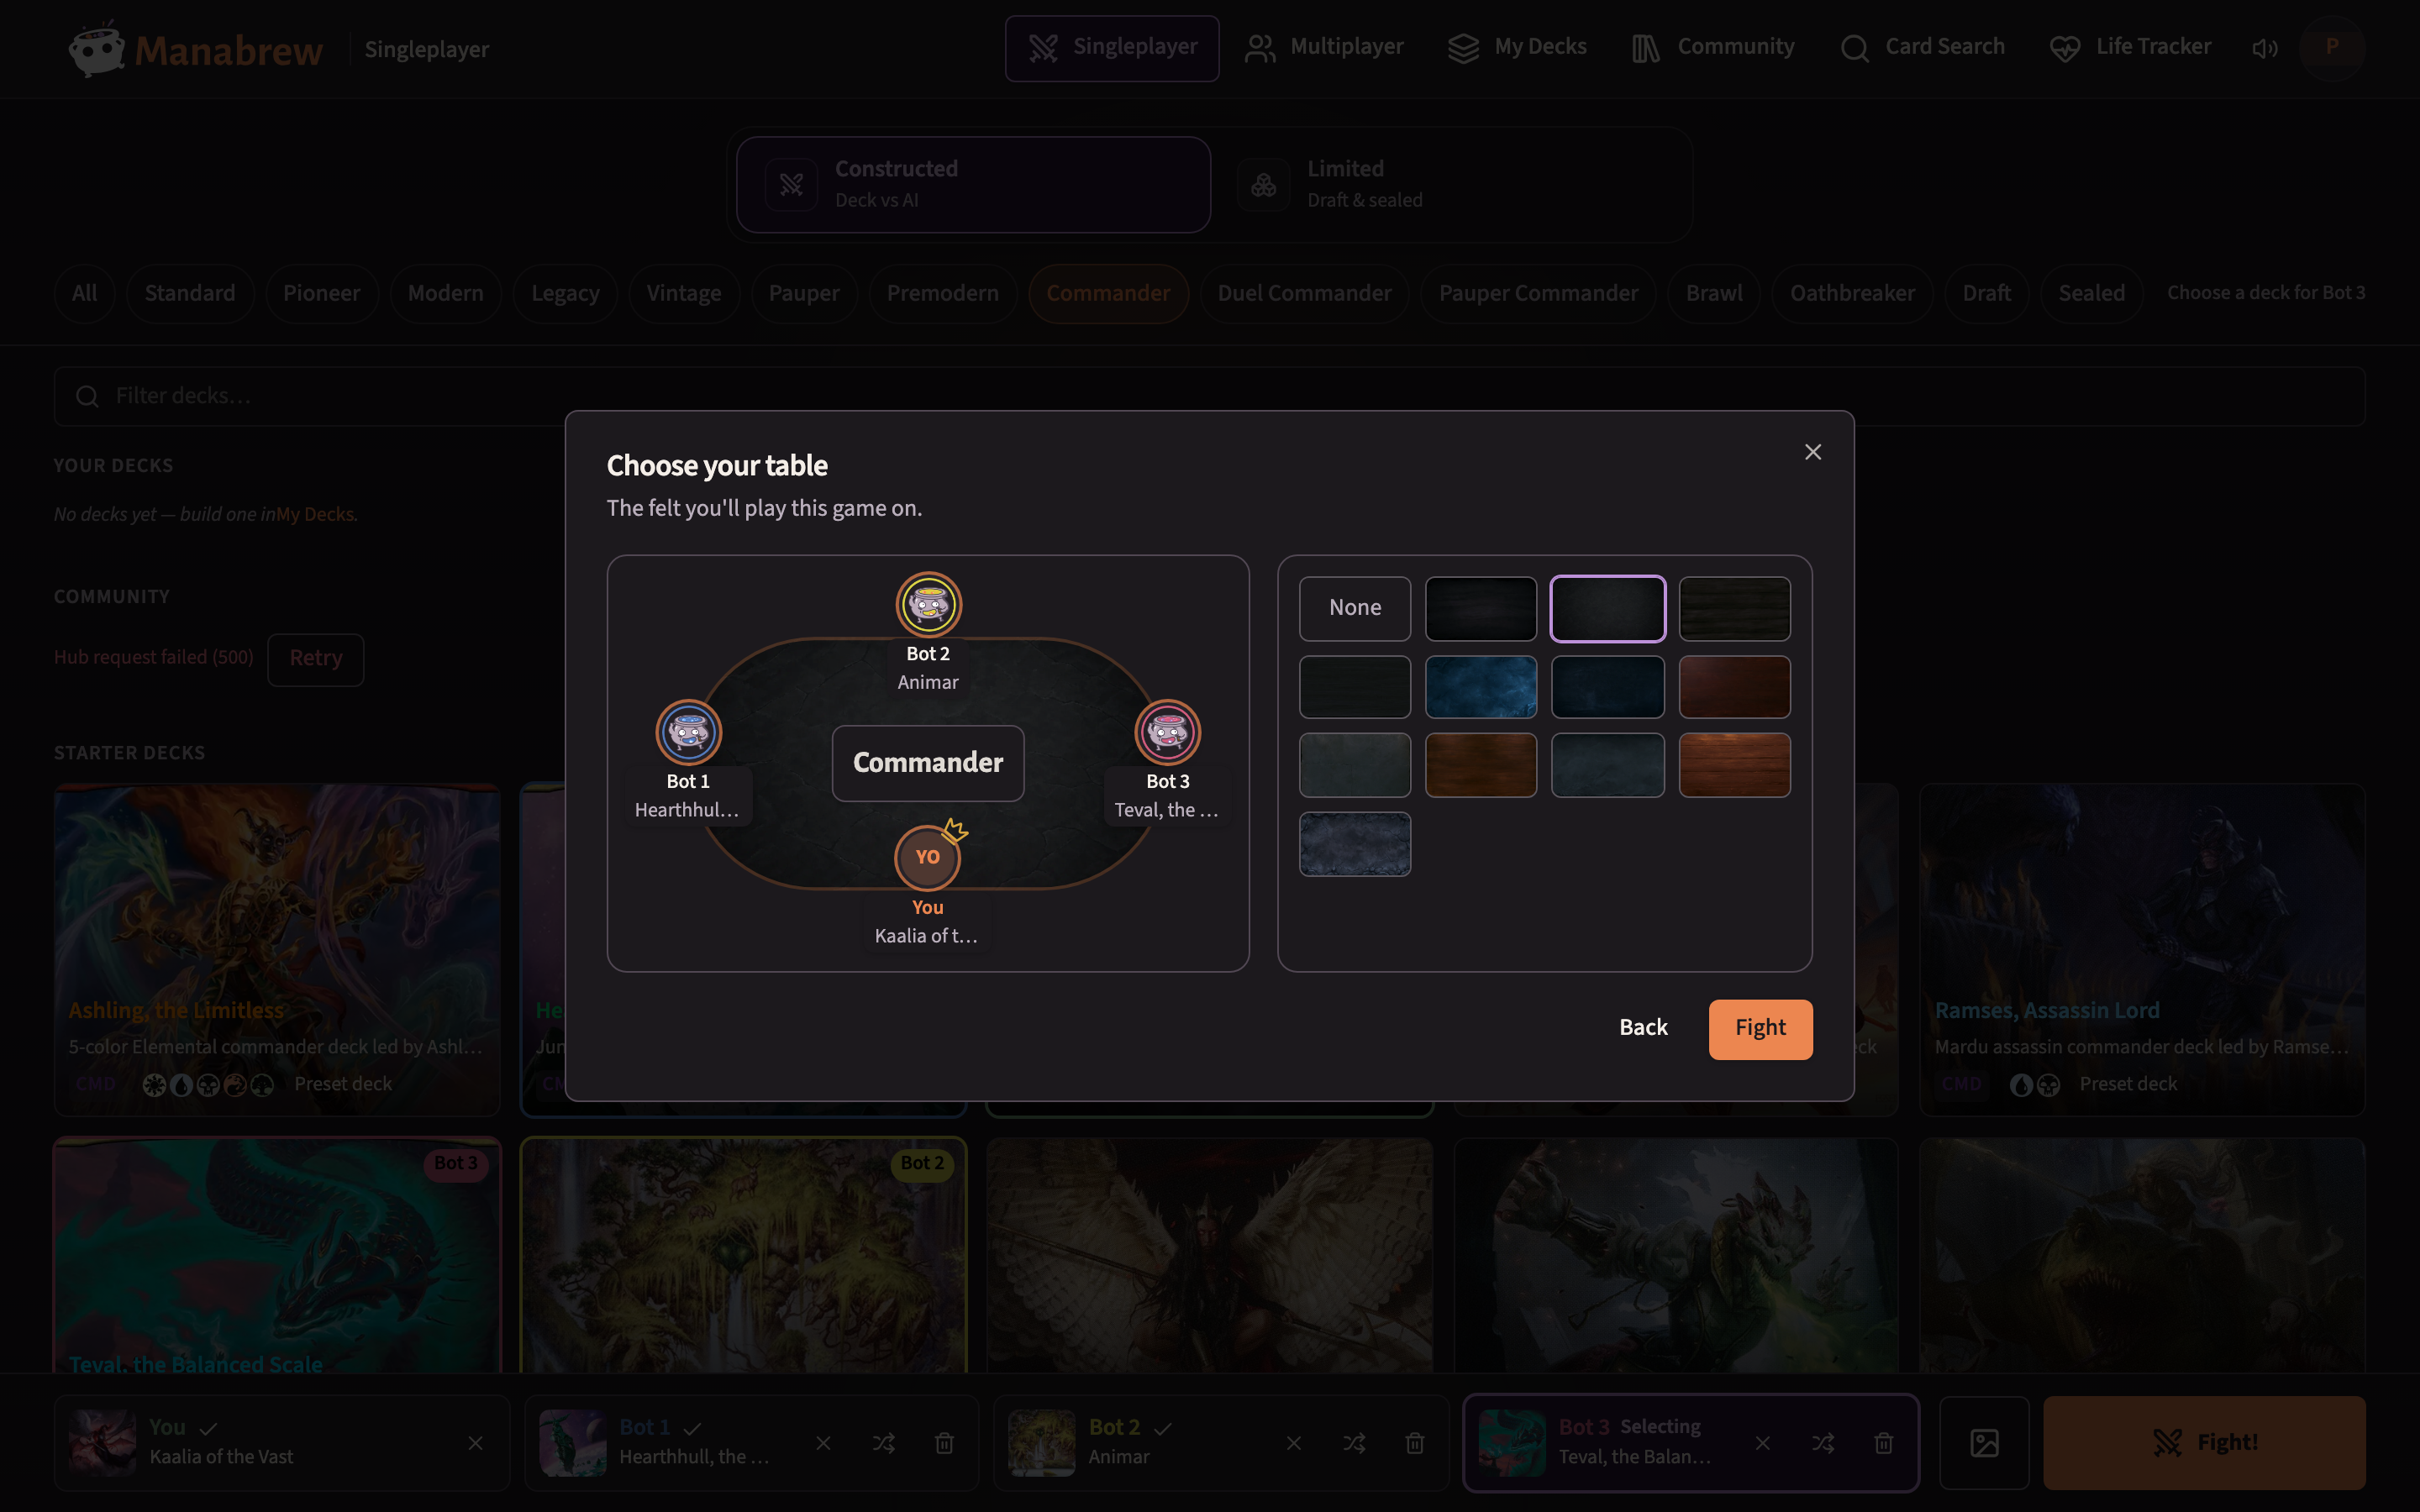 Manabrew
Singleplayer
Singleplayer
Multiplayer
My Decks
Community
Card Search
Life Tracker
P
Constructed
Deck vs AI
Limited
Draft & sealed
All
Standard
Pioneer
Modern
Legacy
Vintage
Pauper
Premodern
Commander
Duel Commander
Pauper Commander
Brawl
Oathbreaker
Draft
Sealed
Choose a deck for Bot 3
Filter decks…
YOUR DECKS
No decks yet — build one inMy Decks.
COMMUNITY
Hub request failed (500)
Retry
STARTER DECKS
Choose your table
The felt you'll play this game on.
Bot 2
Animar
Bot 1
Hearthhul…
Commander
Bot 3
Teval, the …
YO
You
Kaalia of t…
None
Back
Fight
Ashling, the Limitless
5-color Elemental commander deck led by Ashl…
CMD
Preset deck
He
Jun
CM
eck
Ramses, Assassin Lord
Mardu assassin commander deck led by Ramse…
CMD
Preset deck
Bot 3
Teval, the Balanced Scale
Bot 2
You
Kaalia of the Vast
Bot 1
Hearthhull, the …
Bot 2
Animar
Bot 3 Selecting
Teval, the Balan…
Fight!